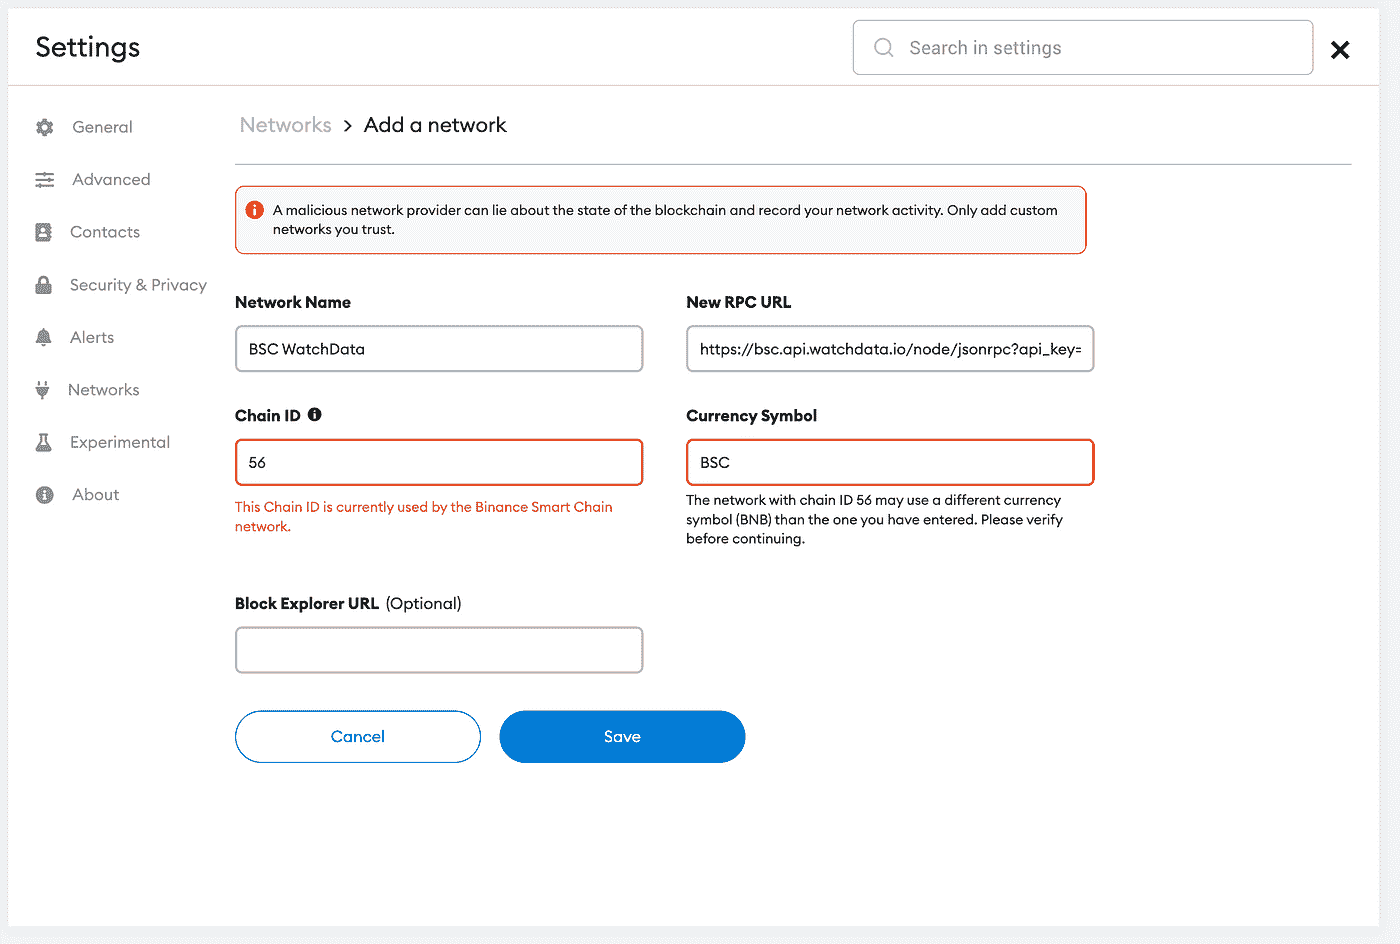 Settings
Search in settings
General
Advanced
Contacts
Security & Privacy
Alerts
Networks
Experimental
About
Networks > Add a network
A malicious network provider can lie about the state of the blockchain and record your network activity. Only add custom
networks you trust.
Network Name
BSC WatchData
New RPC URL
https://bsc.api.watchdata.io/node/jsonrpc?api_key=
Chain ID
56
This Chain ID is currently used by the Binance Smart Chain
network.
Currency Symbol
BSC
The network with chain ID 56 may use a different currency
symbol (BNB) than the one you have entered. Please verify
before continuing.
Block Explorer URL (Optional)
Cancel
Save